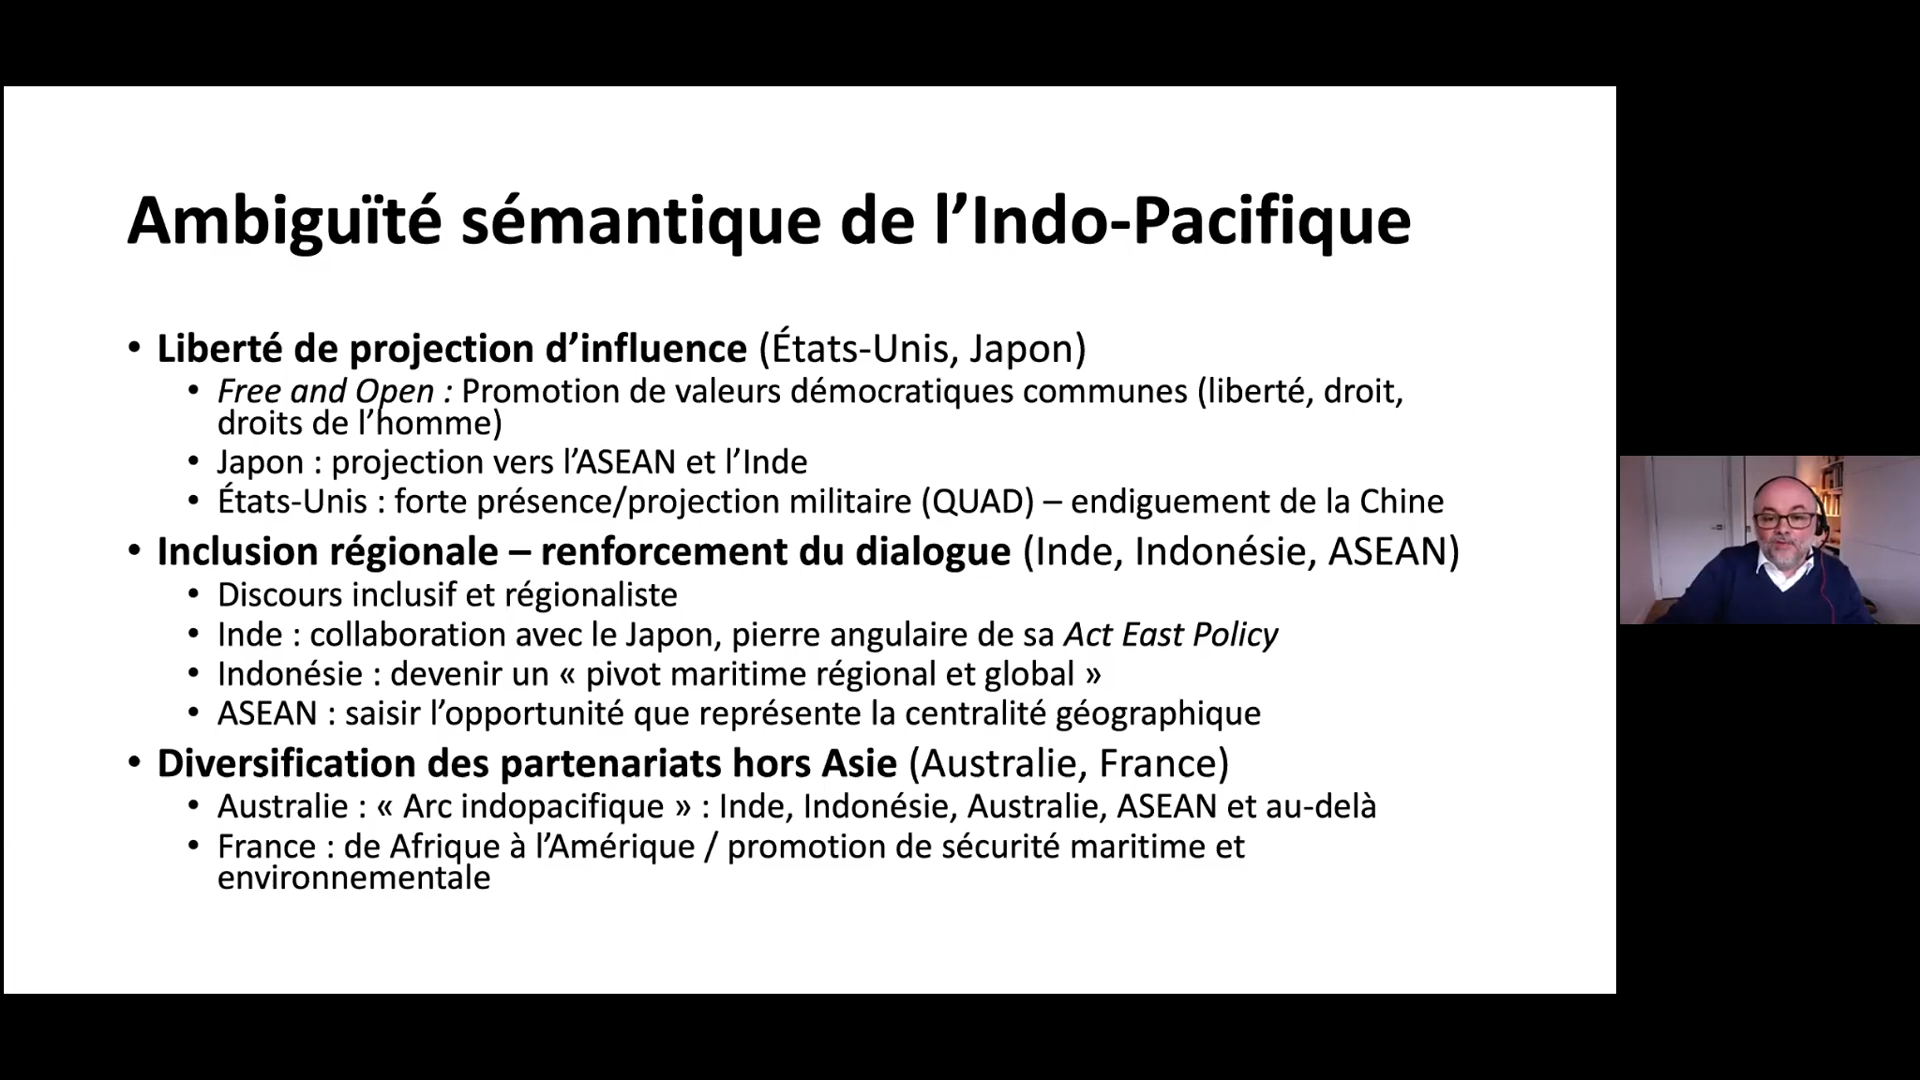 Ambiguïté sémantique de l’Indo-Pacifique
• Liberté de projection d’influence (États-Unis, Japon)
• Free and Open : Promotion de valeurs démocratiques communes (liberté, droit,
droits de l’homme)
• Japon : projection vers l’ASEAN et l’Inde
• États-Unis : forte présence/projection militaire (QUAD) – endiguement de la Chine
• Inclusion régionale – renforcement du dialogue (Inde, Indonésie, ASEAN)
• Discours inclusif et régionaliste
• Inde : collaboration avec le Japon, pierre angulaire de sa Act East Policy
• Indonésie : devenir un « pivot maritime régional et global »
• ASEAN : saisir l’opportunité que représente la centralité géographique
• Diversification des partenariats hors Asie (Australie, France)
• Australie : « Arc indopacifique » : Inde, Indonésie, Australie, ASEAN et au-delà
• France : de Afrique à l’Amérique / promotion de sécurité maritime et
environnementale